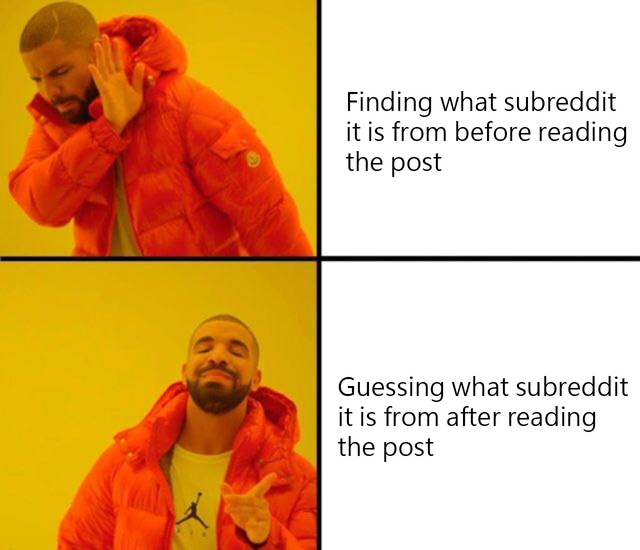 Finding what subreddit
it is from before reading
the post
Guessing what subreddit
it is from after reading
the post